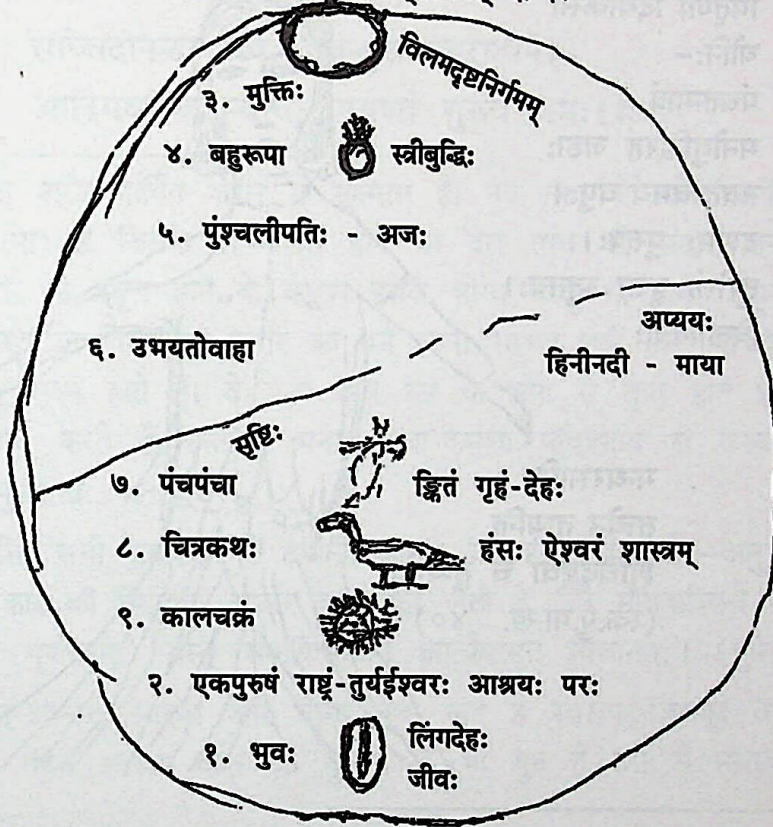 विलमदृष्टनिर्गमम्
३. मुक्तिः
४. बहुरूपा स्त्रीबुद्धिः
५. पुंश्चलीपतिः - अजः
अप्ययः
६. उभयतोवाहा हिनीनदी - माया
सृष्टिः
७. पंचपंचा ङ्कितं गृहं-देहः
८. चित्रकथः हंसः ऐश्वरं शास्त्रम्
९. कालचक्रं
२. एकपुरुषं राष्ट्रं-तुर्यईश्वरः आश्रयः परः
१. भुवः लिंगदेहः
जीवः